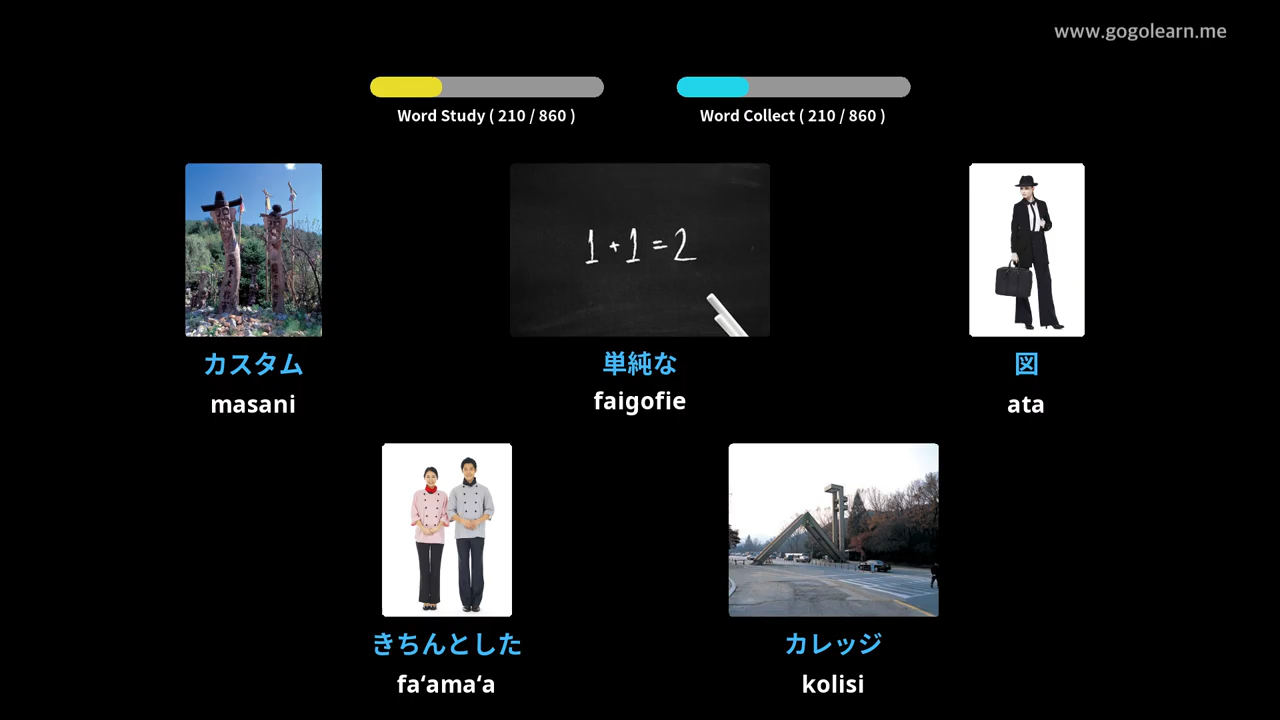 www.gogolearn.me
Word Study ( 210 / 860 )
Word Collect ( 210 / 860 )
1+1=2
カスタム
masani
単純な
faigofie
図
ata
きちんとした
fa‘ama‘a
カレッジ
kolisi